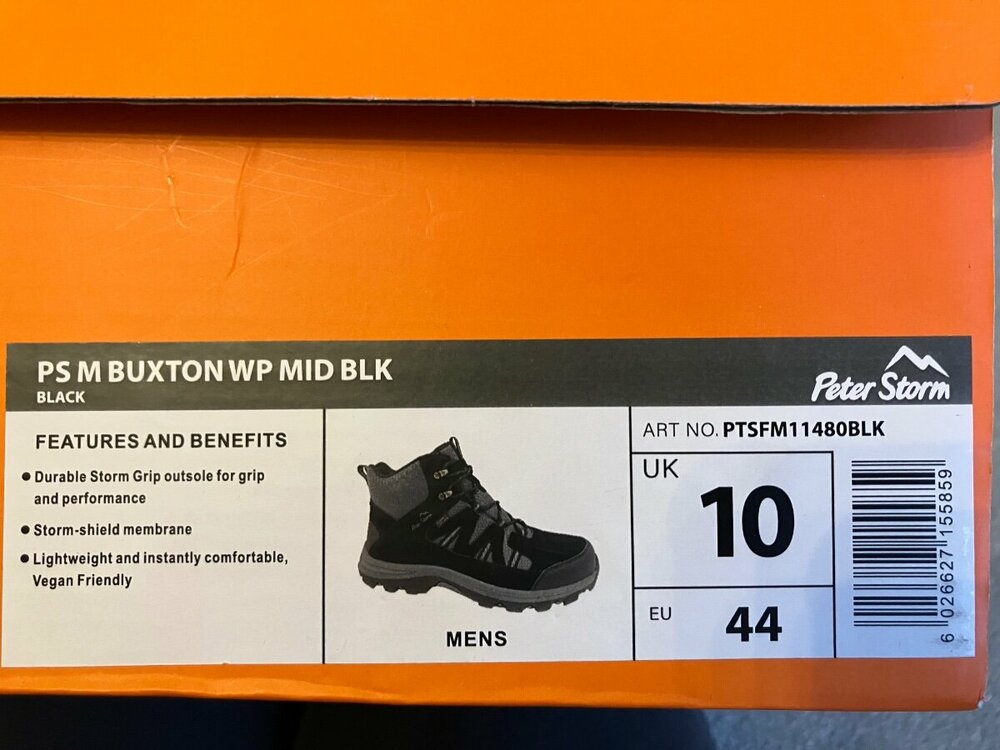 PS M BUXTON WP MID BLK
BLACK
Peter Storm
FEATURES AND BENEFITS
● Durable Storm Grip outsole for grip
and performance
● Storm-shield membrane
● Lightweight and instantly comfortable,
Vegan Friendly
MENS
ART NO. PTSFM11480BLK
UK
10
EU
44
6 026627 155859